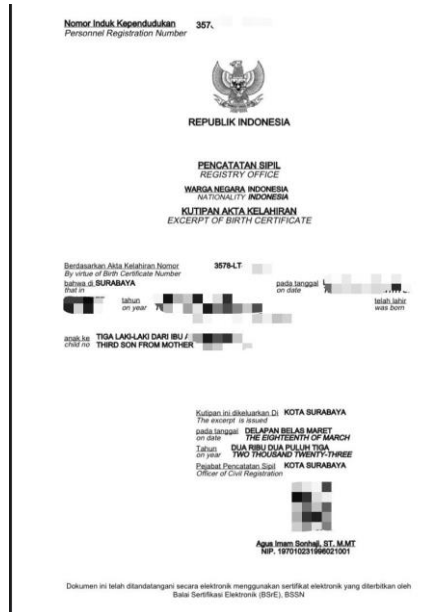 Nomor Induk Kependudukan 357
Personnel Registration Number
REPUBLIK INDONESIA
PENCATATAN SIPIL
REGISTRY OFFICE
WARGA NEGARA INDONESIA
NATIONALITY INDONESIA
KUTIPAN AKTA KELAHIRAN
EXCERPT OF BIRTH CERTIFICATE
Berdasarkan Akta Kelahiran Nomor 3578-LT
By virtue of Birth Certificate Number
bahwa di SURABAYA pada tanggal
that in on date
tahun telah lahir
on year was born
anak ke TIGA LAKI-LAKI DARI IBU
child no THIRD SON FROM MOTHER
Kutipan ini dikeluarkan Di KOTA SURABAYA
The excerpt is issued
pada tanggal DELAPAN BELAS MARET
on date THE EIGHTEENTH OF MARCH
Tahun DUA RIBU DUA PULUH TIGA
on year TWO THOUSAND TWENTY-THREE
Pejabat Pencatatan Sipil KOTA SURABAYA
Officer of Civil Registration
Agus Imam Sonhaji, ST. M.MT
NIP. 197010231996021001
Dokumen ini telah ditandatangani secara elektronik menggunakan sertifikat elektronik yang diterbitkan oleh
Balai Sertifikasi Elektronik (BSrE), BSSN